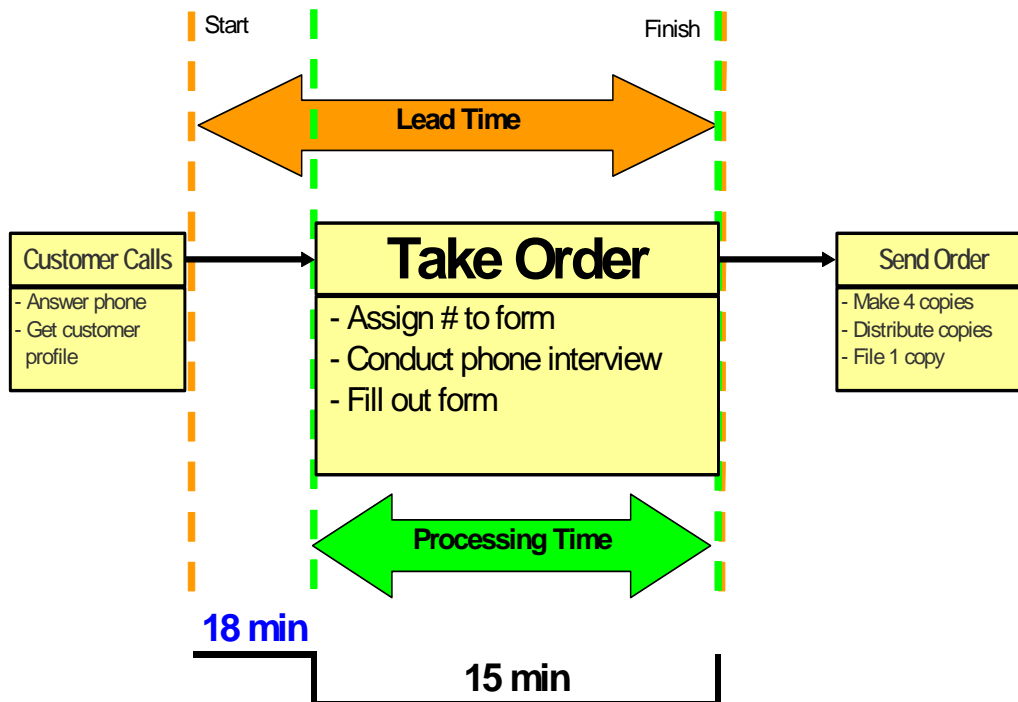 Start
Finish
Lead Time
Customer Calls
- Answer phone
- Get customer
profile
Take Order
- Assign # to form
- Conduct phone interview
- Fill out form
Send Order
- Make 4 copies
- Distribute copies
- File 1 copy
Processing Time
18 min
15 min